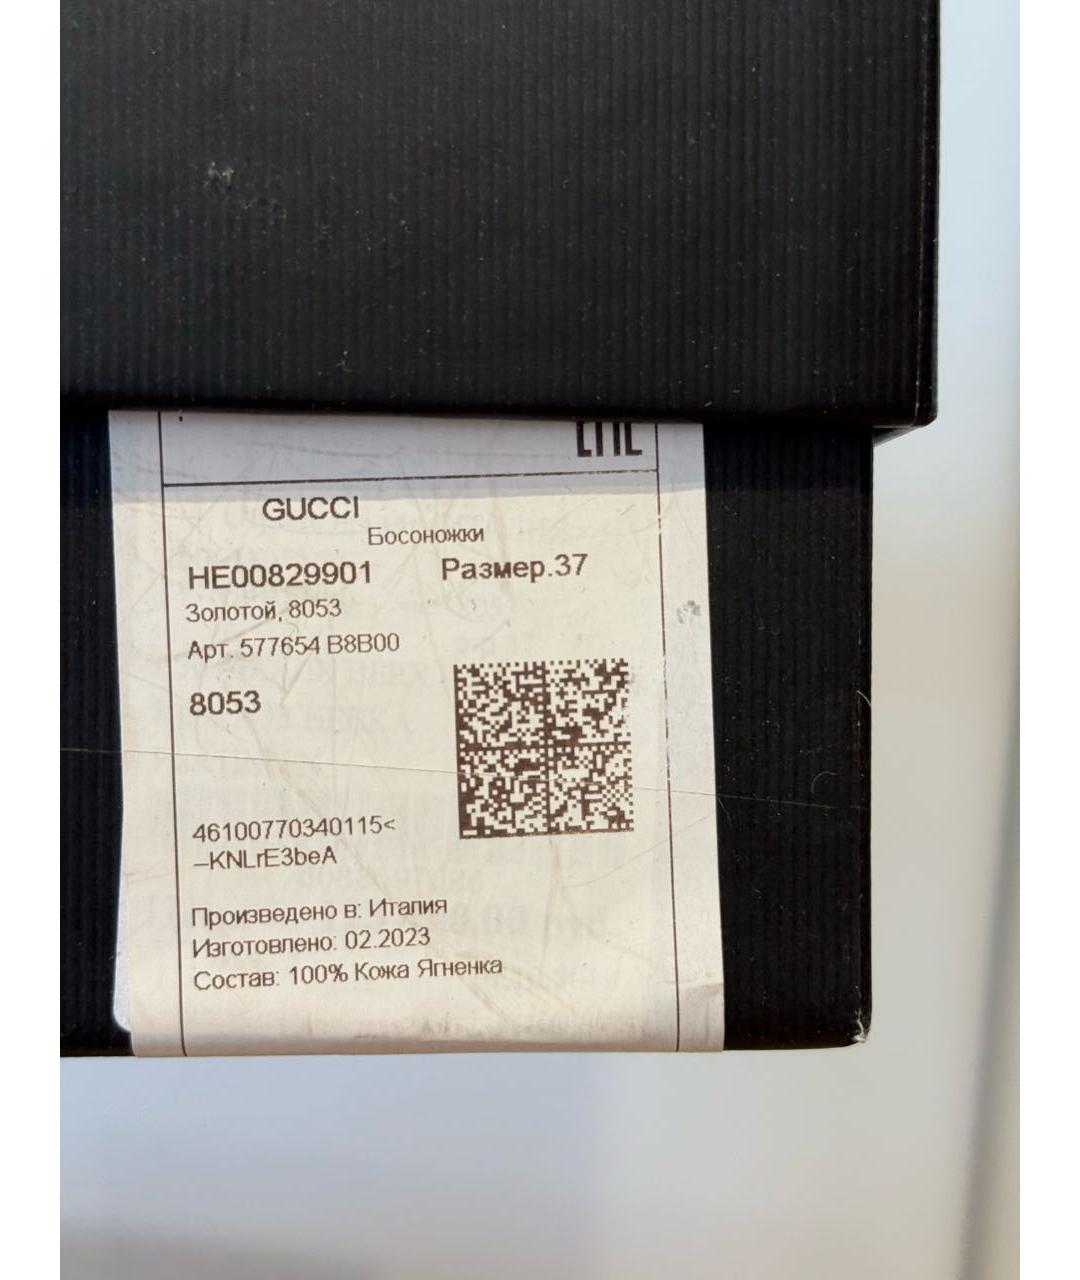 GUCCI
Босоножки
HE00829901 Размер.37
Золотой, 8053
Арт. 577654 B8B00
8053
46100770340115<
–KNLrE3beA
Произведено в: Италия
Изготовлено: 02.2023
Состав: 100% Кожа Ягненка